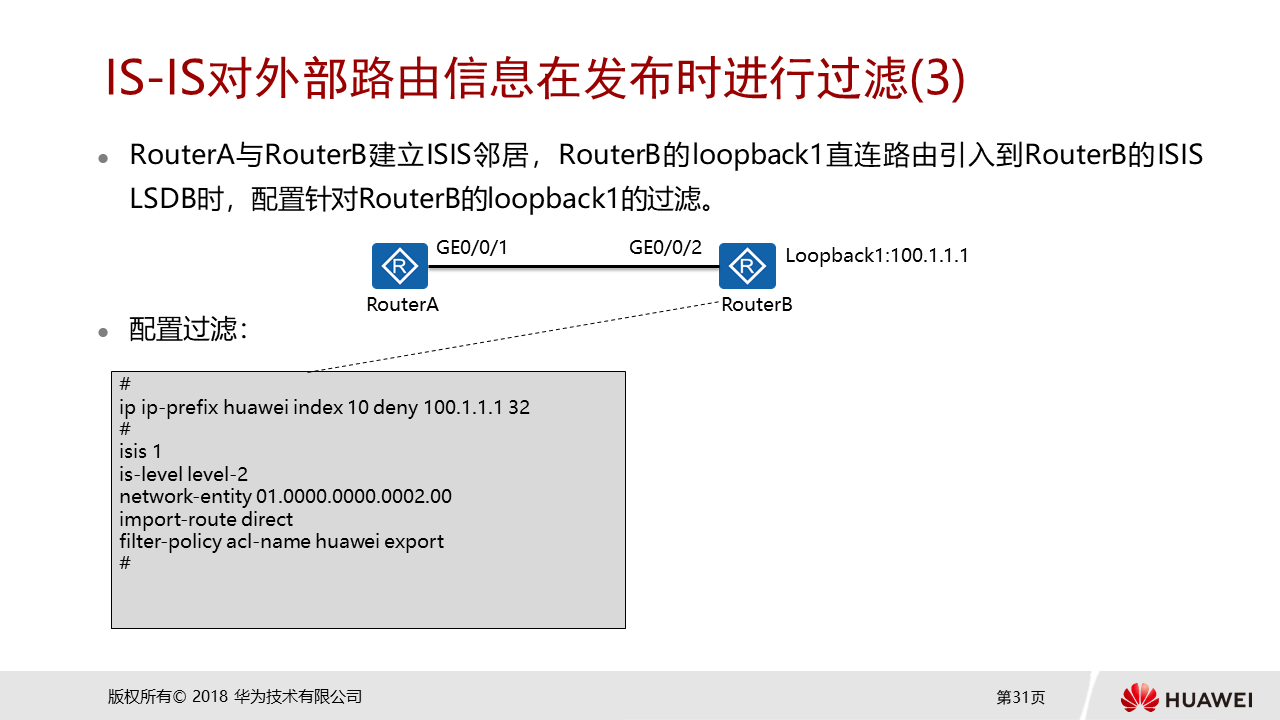 IS-IS对外部路由信息在发布时进行过滤(3)
● RouterA与RouterB建立ISIS邻居，RouterB的loopback1直连路由引入到RouterB的ISIS
LSDB时，配置针对RouterB的loopback1的过滤。
GE0/0/1 GE0/0/2
R R Loopback1:100.1.1.1
RouterA RouterB
● 配置过滤：
#
ip ip-prefix huawei index 10 deny 100.1.1.1 32
#
isis 1
is-level level-2
network-entity 01.0000.0000.0002.00
import-route direct
filter-policy acl-name huawei export
#
版权所有© 2018 华为技术有限公司 第31页 HUAWEI